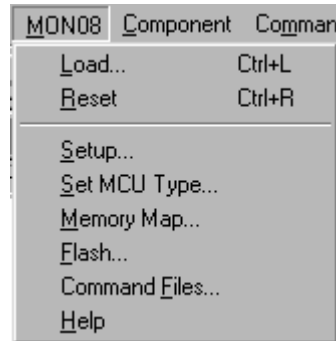 MON08 Component Comman
Load... Ctrl+L
Reset Ctrl+R
Setup...
Set MCU Type...
Memory Map...
Flash...
Command Files...
Help